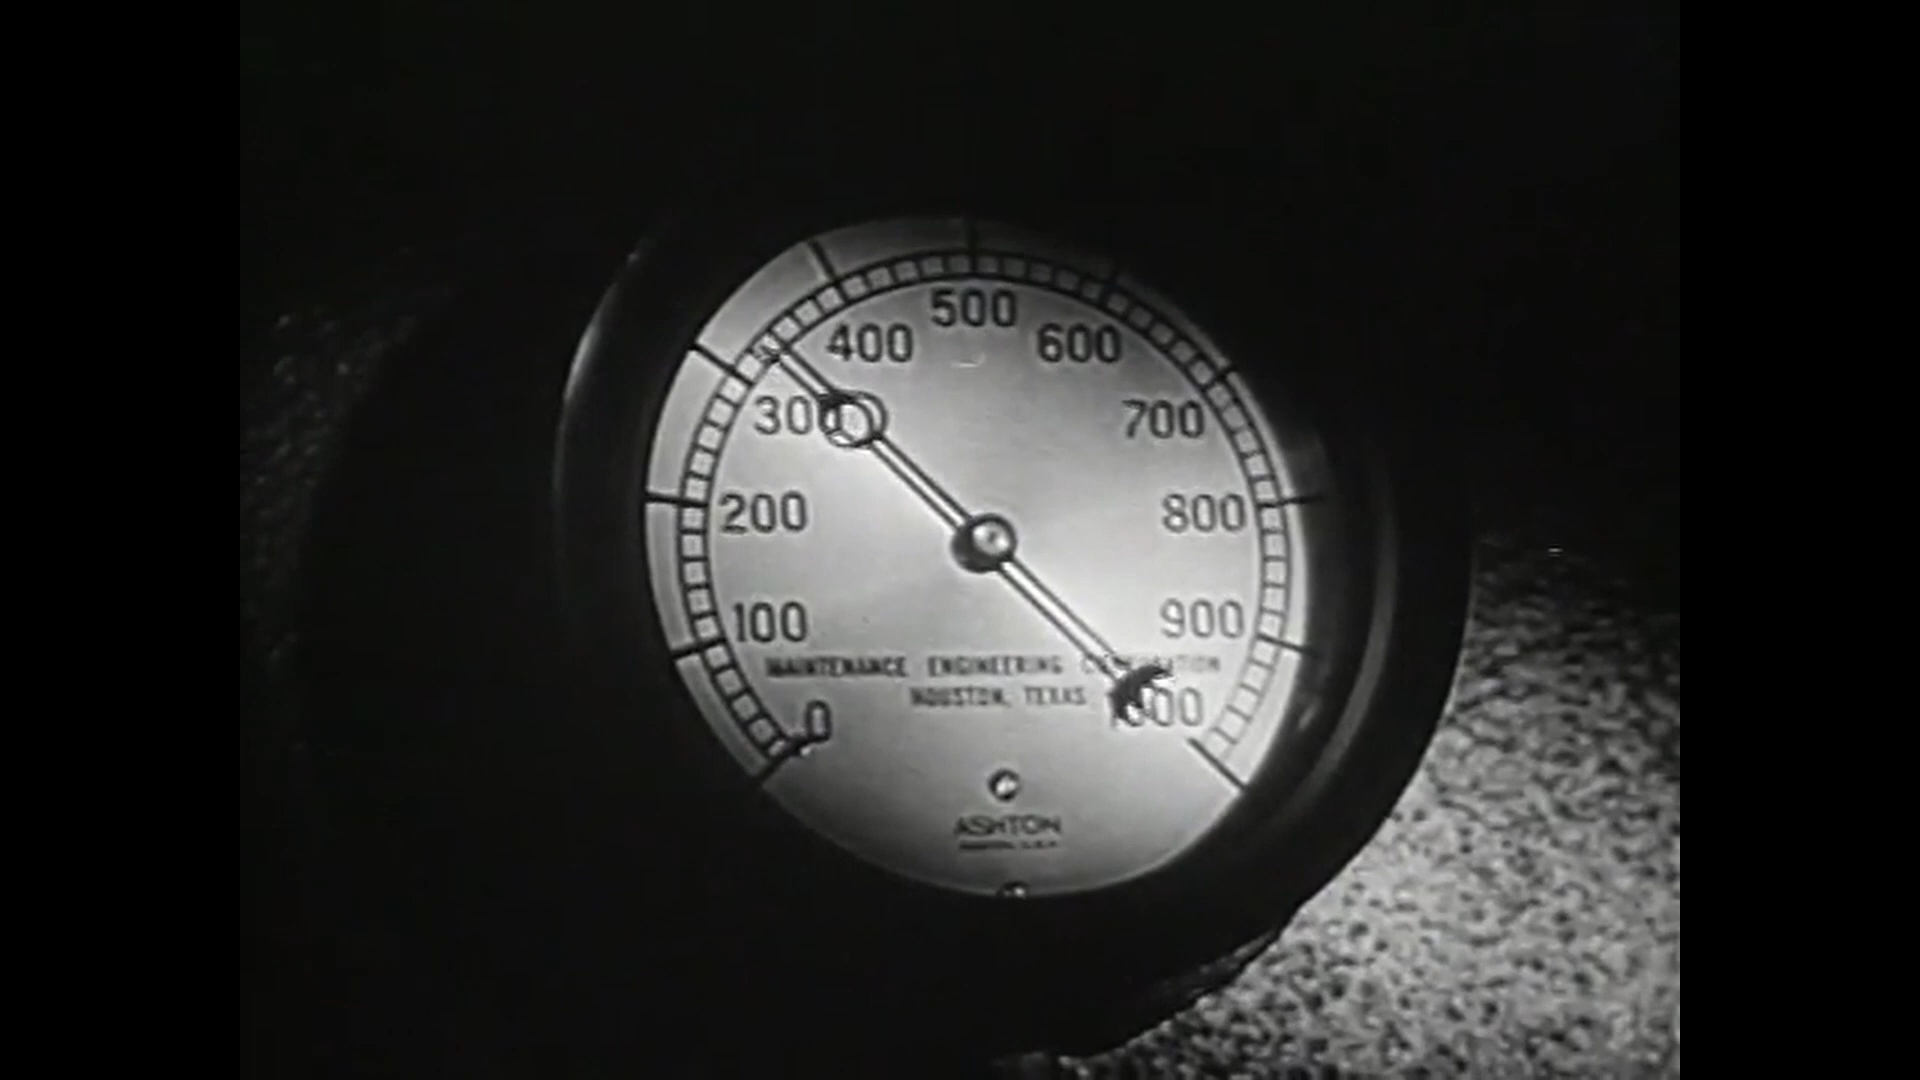 500
400 600
300 700
200 800
100 900
MAINTENANCE ENGINEERING CORPORATION
HOUSTON, TEXAS
0 1000
ASHTON